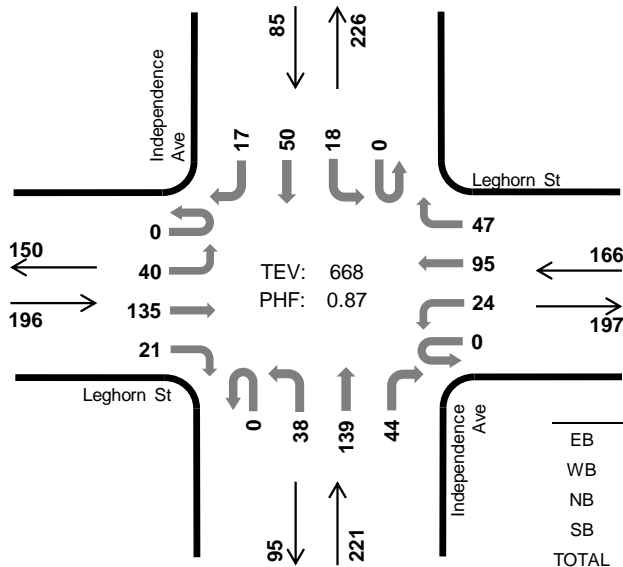 85
226
Independence
Ave
17
50
18
0
Leghorn St
0
47
150
40
TEV: 668
95
166
196
135
PHF: 0.87
24
197
21
0
Leghorn St
0
38
139
44
Independence
Ave
95
221
EB
WB
NB
SB
TOTAL